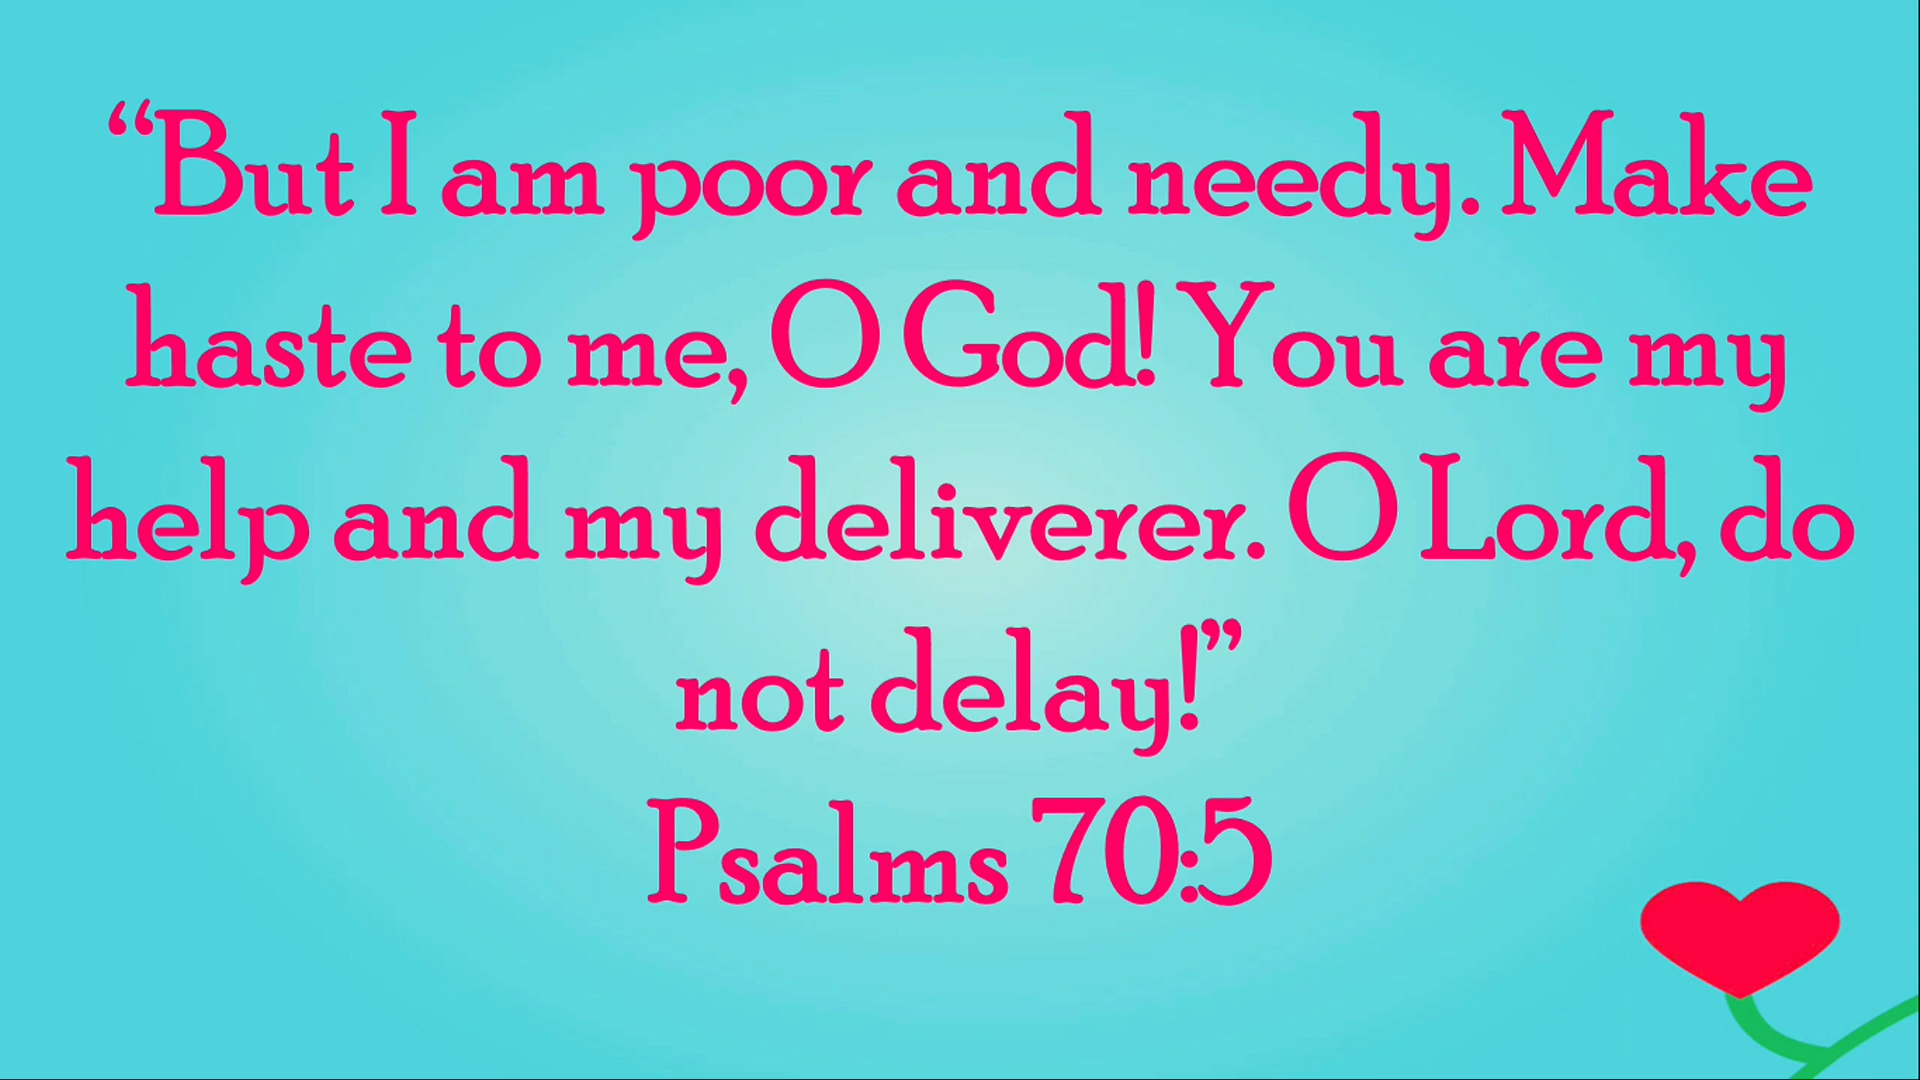 “But I am poor and needy. Make
haste to me, O God! You are my
help and my deliverer. O Lord, do
not delay!”
Psalms 70:5